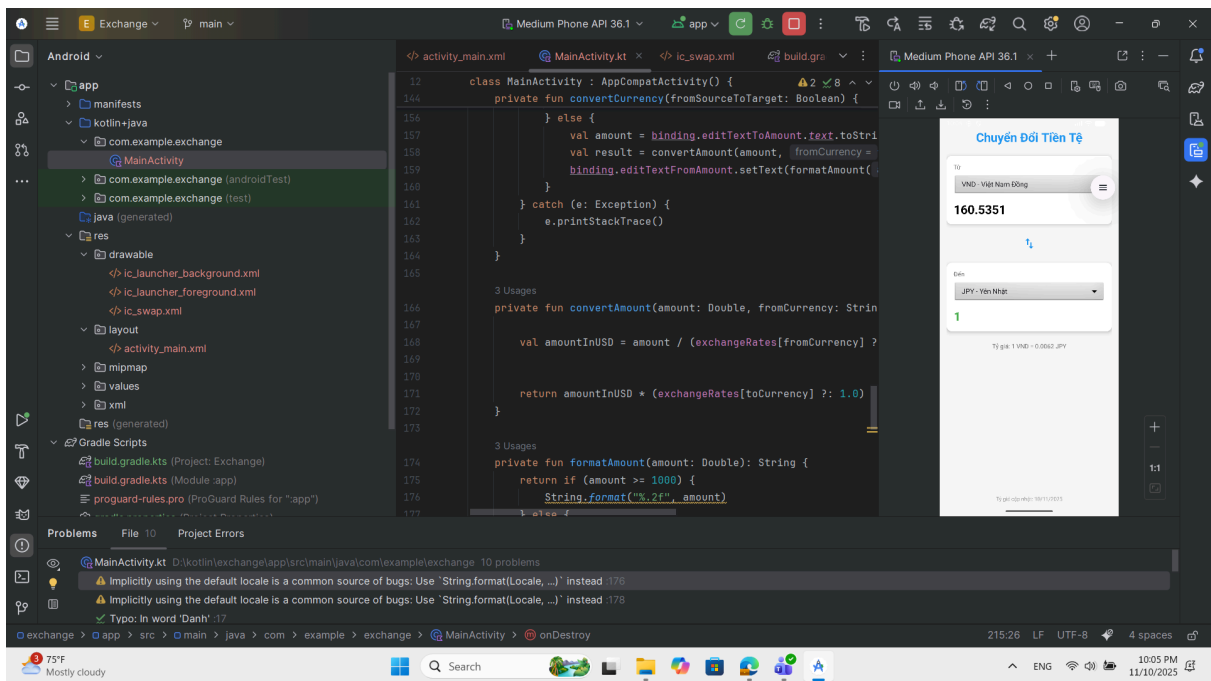 E Exchange main Medium Phone API 36.1 app
Android
activity_main.xml MainActivity.kt ic_swap.xml build.gra
Medium Phone API 36.1
app
manifests
kotlin+java
com.example.exchange
MainActivity
com.example.exchange (androidTest)
com.example.exchange (test)
java (generated)
res
drawable
ic_launcher_background.xml
ic_launcher_foreground.xml
ic_swap.xml
layout
activity_main.xml
mipmap
values
xml
res (generated)
Gradle Scripts
build.gradle.kts (Project: Exchange)
build.gradle.kts (Module :app)
proguard-rules.pro (ProGuard Rules for ":app")
12 class MainActivity : AppCompatActivity() { 2 8
144 private fun convertCurrency(fromSourceToTarget: Boolean) {
156 } else {
157 val amount = binding.editTextToAmount.text.toStri
158 val result = convertAmount(amount, fromCurrency =
159 binding.editTextFromAmount.setText(formatAmount(
160 }
161 } catch (e: Exception) {
162 e.printStackTrace()
163 }
164 }
165
3 Usages
166 private fun convertAmount(amount: Double, fromCurrency: Strin
167
168 val amountInUSD = amount / (exchangeRates[fromCurrency] ?
169
170
171 return amountInUSD * (exchangeRates[toCurrency] ?: 1.0)
172 }
173
3 Usages
174 private fun formatAmount(amount: Double): String {
175 return if (amount >= 1000) {
176 String.format("%.2f", amount)
177 } else {
Chuyển Đổi Tiền Tệ
Từ
VND - Việt Nam Đồng
160.5351
Đến
JPY - Yên Nhật
1
Tỷ giá: 1 VND = 0.0062 JPY
Tỷ giá cập nhật: 10/11/2025
1:1
Problems File 10 Project Errors
MainActivity.kt D:\kotlin\exchange\app\src\main\java\com\example\exchange 10 problems
Implicitly using the default locale is a common source of bugs: Use `String.format(Locale, ...)` instead :176
Implicitly using the default locale is a common source of bugs: Use `String.format(Locale, ...)` instead :178
Typo: In word 'Danh' :17
exchange > app > src > main > java > com > example > exchange > MainActivity > onDestroy 215:26 LF UTF-8 4 spaces
3 75°F
Mostly cloudy
Search
ENG
10:05 PM
11/10/2025